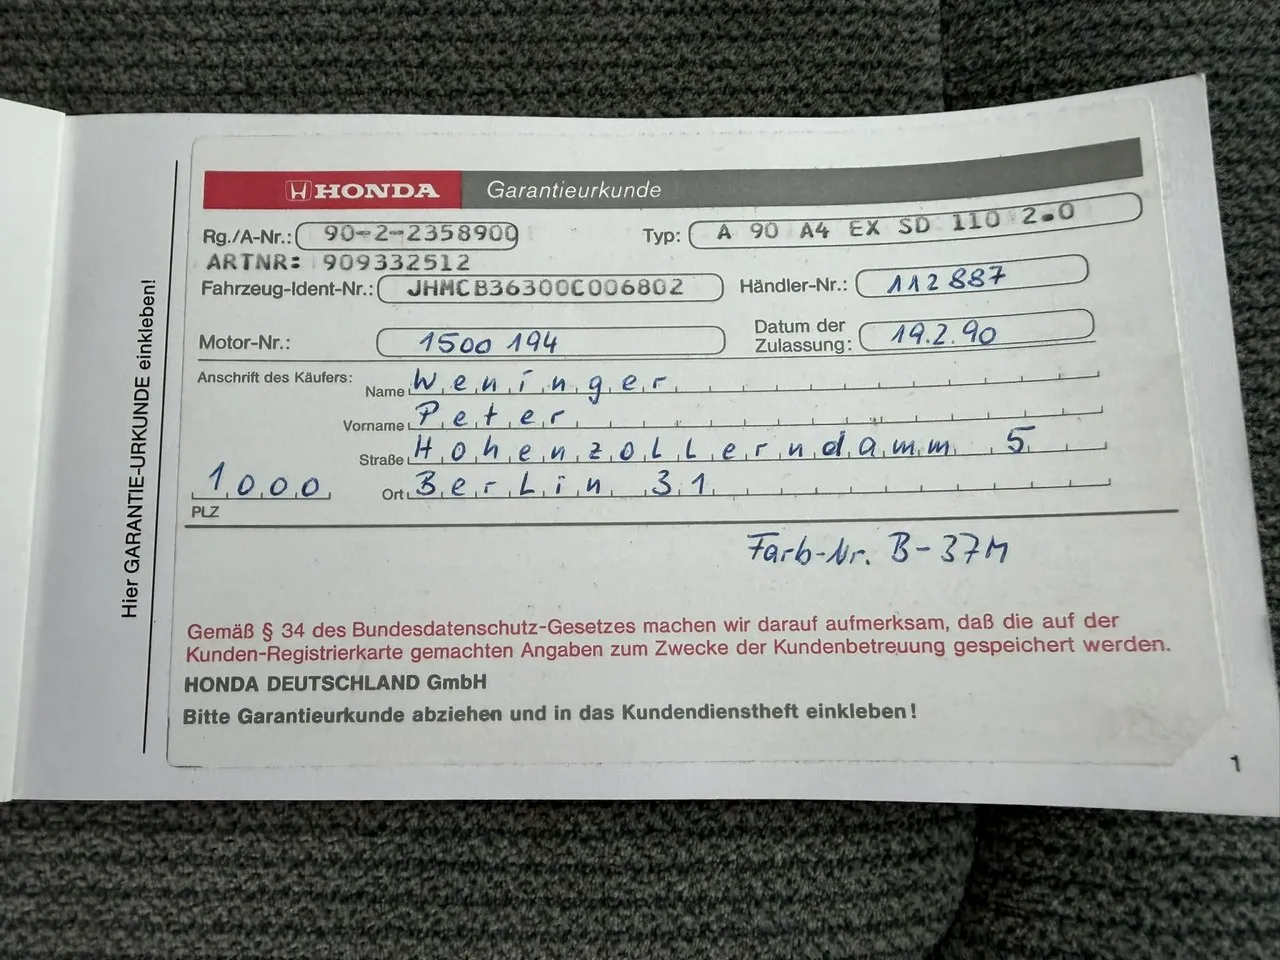 Hier GARANTIE-URKUNDE einkleben!
HONDA Garantieurkunde
Rg./A-Nr.: 90-2-2358900 Typ: A 90 A4 EX SD 110 2.0
ARTNR: 909332512
Fahrzeug-Ident-Nr.: JHMCB36300C006802 Händler-Nr.: 112887
Motor-Nr.: 1500 194 Datum der Zulassung: 19.2.90
Anschrift des Käufers: Name Weninger
Vorname Peter
Straße Hohenzollerndamm 5
1000 Ort Berlin 31
PLZ
Farb-Nr. B-37M
Gemäß § 34 des Bundesdatenschutz-Gesetzes machen wir darauf aufmerksam, daß die auf der
Kunden-Registrierkarte gemachten Angaben zum Zwecke der Kundenbetreuung gespeichert werden.
HONDA DEUTSCHLAND GmbH
Bitte Garantieurkunde abziehen und in das Kundendienstheft einkleben!
1